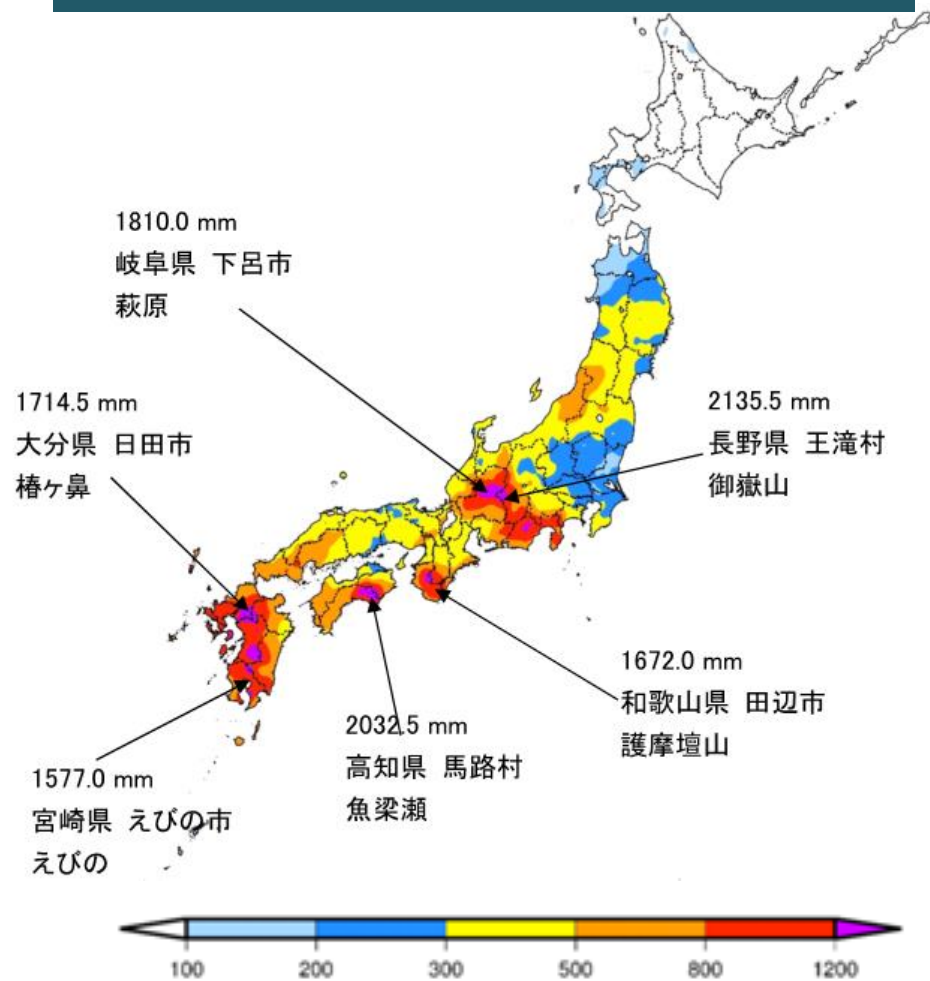 1810.0 mm
岐阜県 下呂市
萩原
1714.5 mm
大分県 日田市
椿ヶ鼻
2135.5 mm
長野県 王滝村
御嶽山
1672.0 mm
和歌山県 田辺市
護摩壇山
2032.5 mm
高知県 馬路村
魚梁瀬
1577.0 mm
宮崎県 えびの市
えびの
100 200 300 500 800 1200